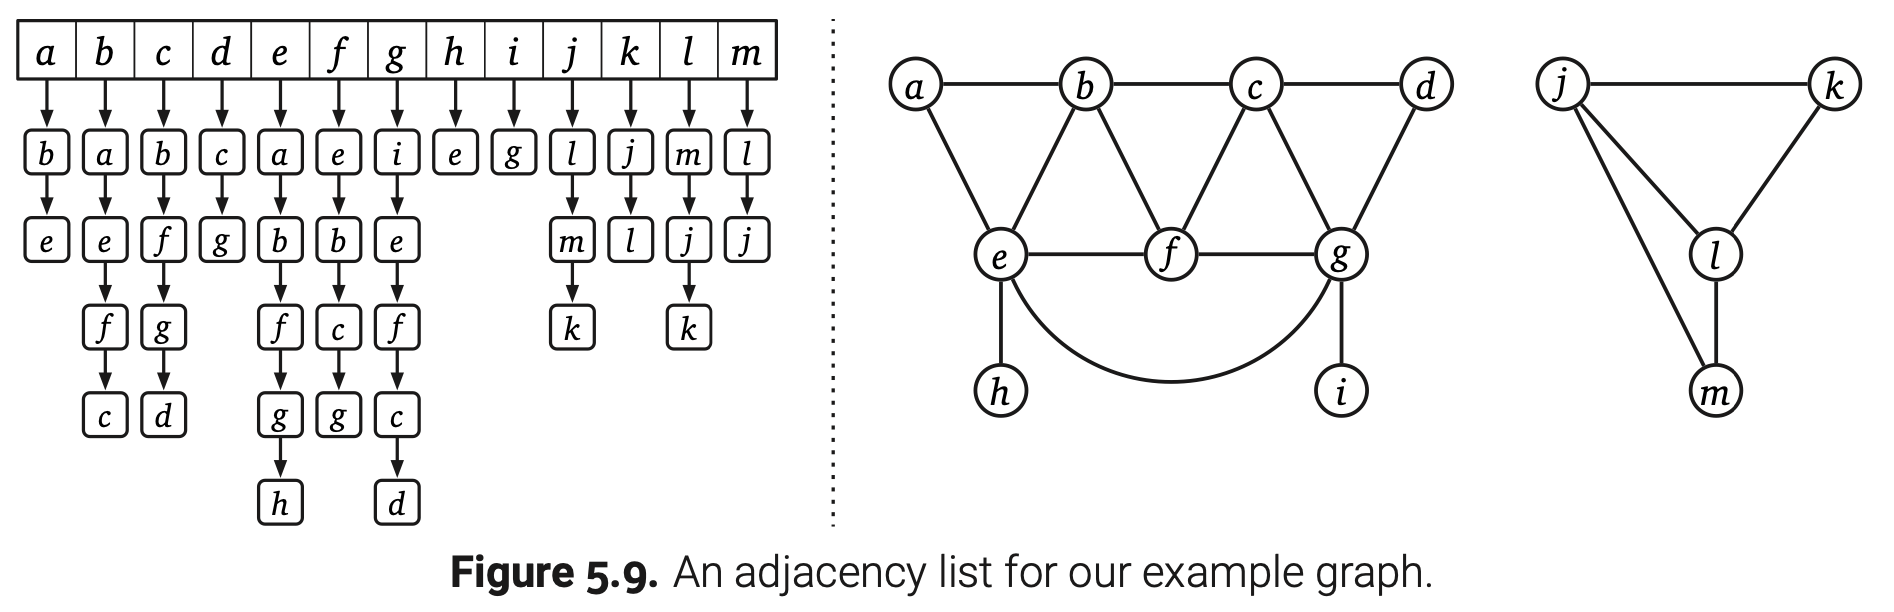 a b c d e f g h i j k l m
b a b c a e i e g l j m l
e e f g b b e m l j j
f g f c f k k
c d g g c
h d
a b c d j k
e f g l
h i m
Figure 5.9. An adjacency list for our example graph.